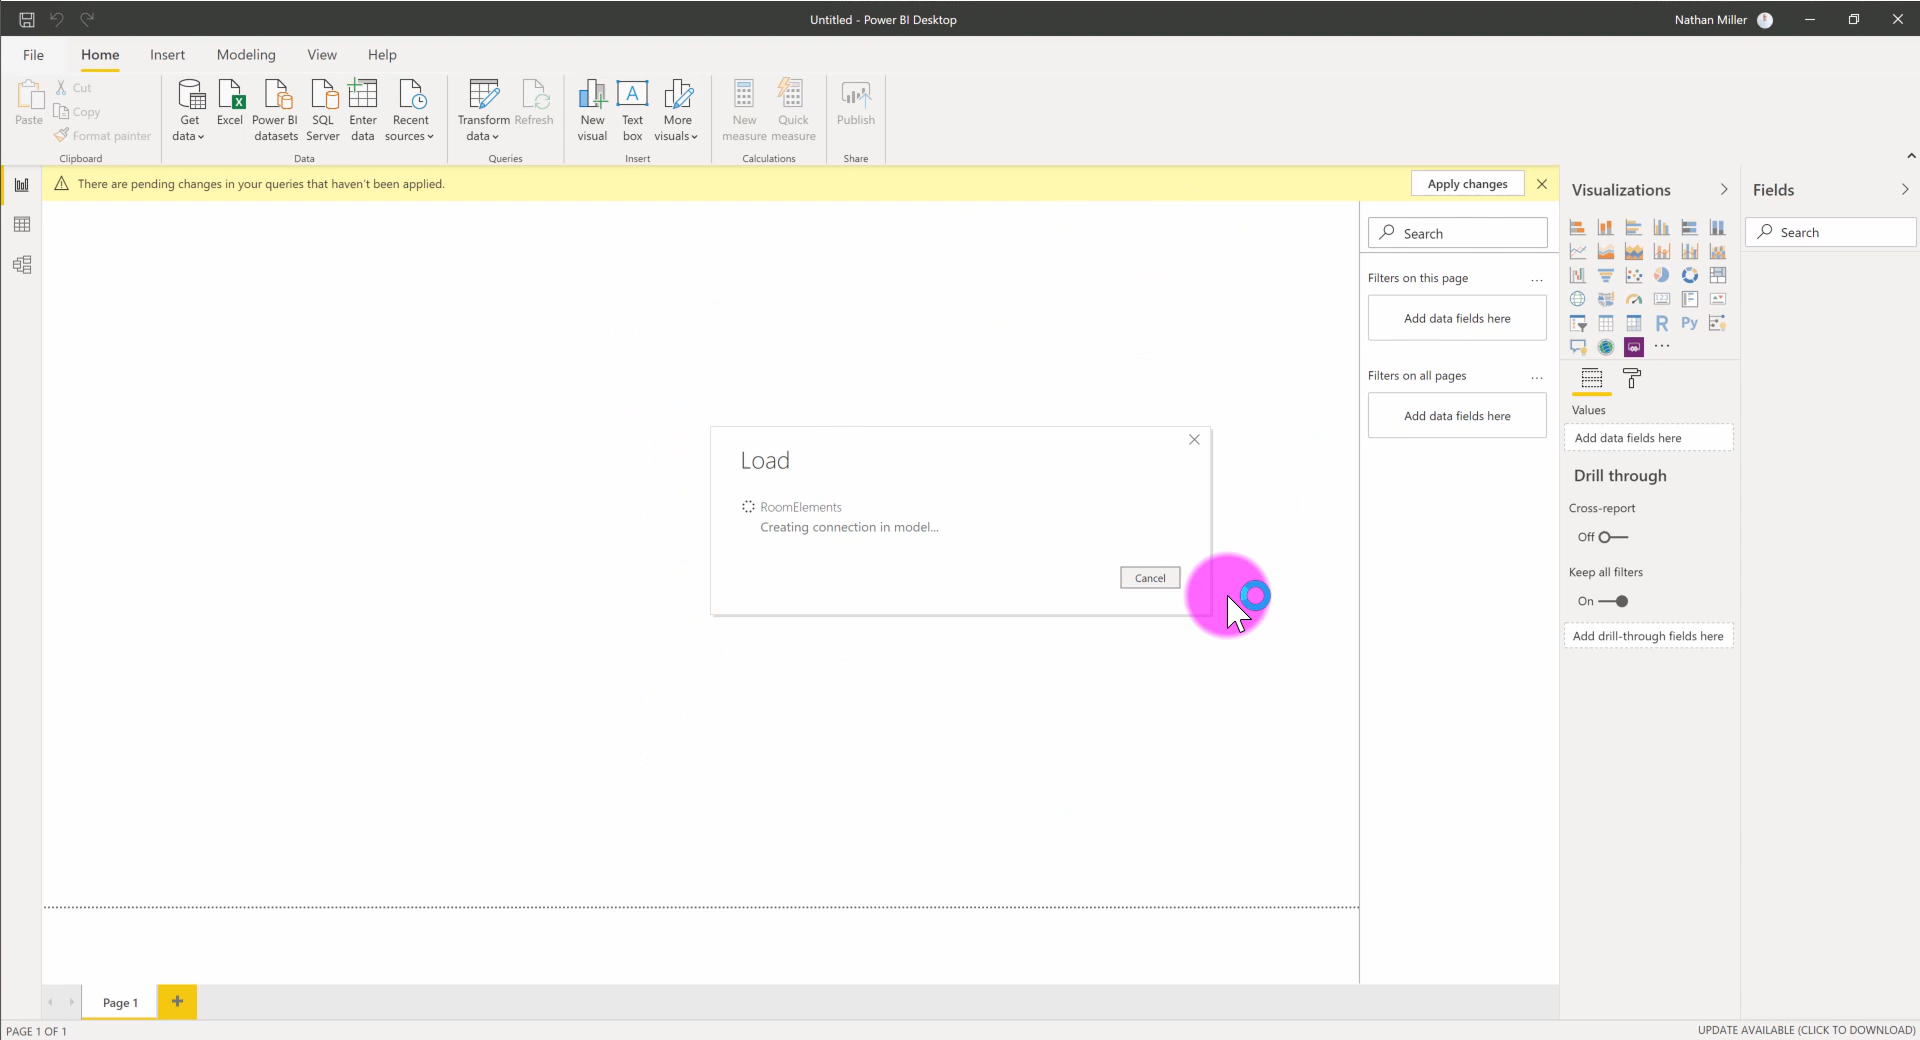 Untitled - Power BI Desktop
Nathan Miller
File
Home
Insert
Modeling
View
Help
Paste
Cut
Copy
Format painter
Clipboard
Get data
Excel
Power BI datasets
SQL Server
Enter data
Recent sources
Data
Transform data
Refresh
Queries
New visual
Text box
More visuals
Insert
New measure
Quick measure
Calculations
Publish
Share
There are pending changes in your queries that haven't been applied.
Apply changes
Search
Filters on this page
...
Add data fields here
Filters on all pages
...
Add data fields here
Visualizations
123
R
Py
...
Values
Add data fields here
Drill through
Cross-report
Off
Keep all filters
On
Add drill-through fields here
Fields
Search
Load
RoomElements
Creating connection in model...
Cancel
Page 1
PAGE 1 OF 1
UPDATE AVAILABLE (CLICK TO DOWNLOAD)